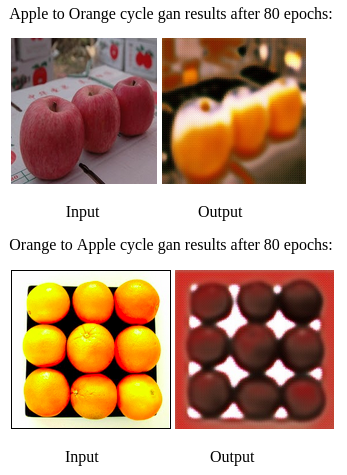 Apple to Orange cycle gan results after 80 epochs:
Input Output
Orange to Apple cycle gan results after 80 epochs:
Input Output